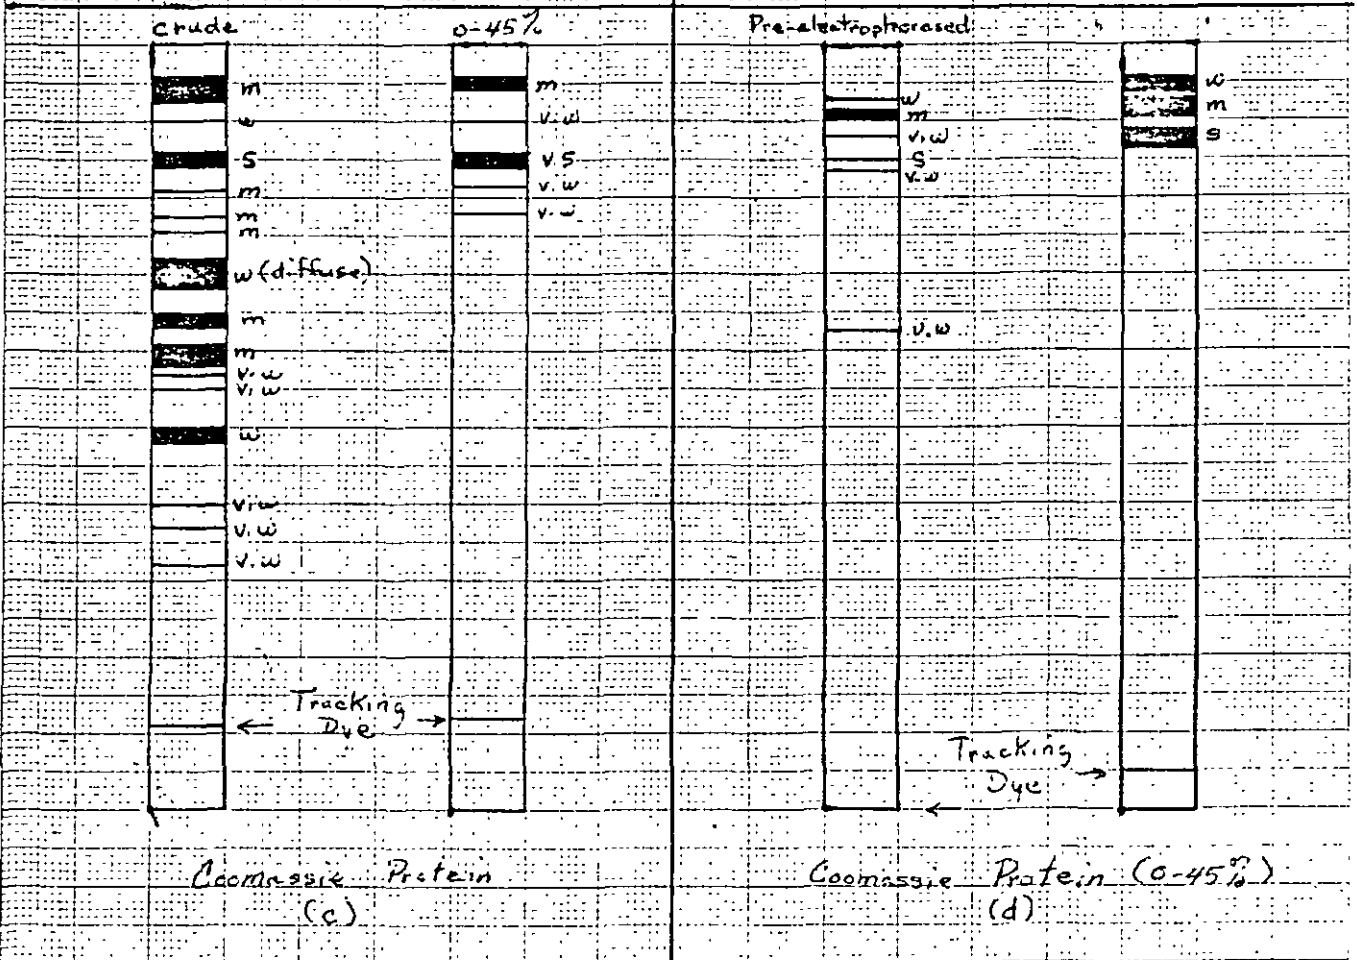 crude
0-45%
Pre-electrophoresed
m
w
S
m
m
m
w (diffuse)
m
m
v.w
v.w
w
v.w
v.w
v.w
m
v.w
v.s
v.w
v.w
w
m
v.w
S
v.w
v.w
w
m
s
Tracking
Dye
Tracking
Dye
Coomassie Protein
(c)
Coomassie Protein (0-45%)
(d)